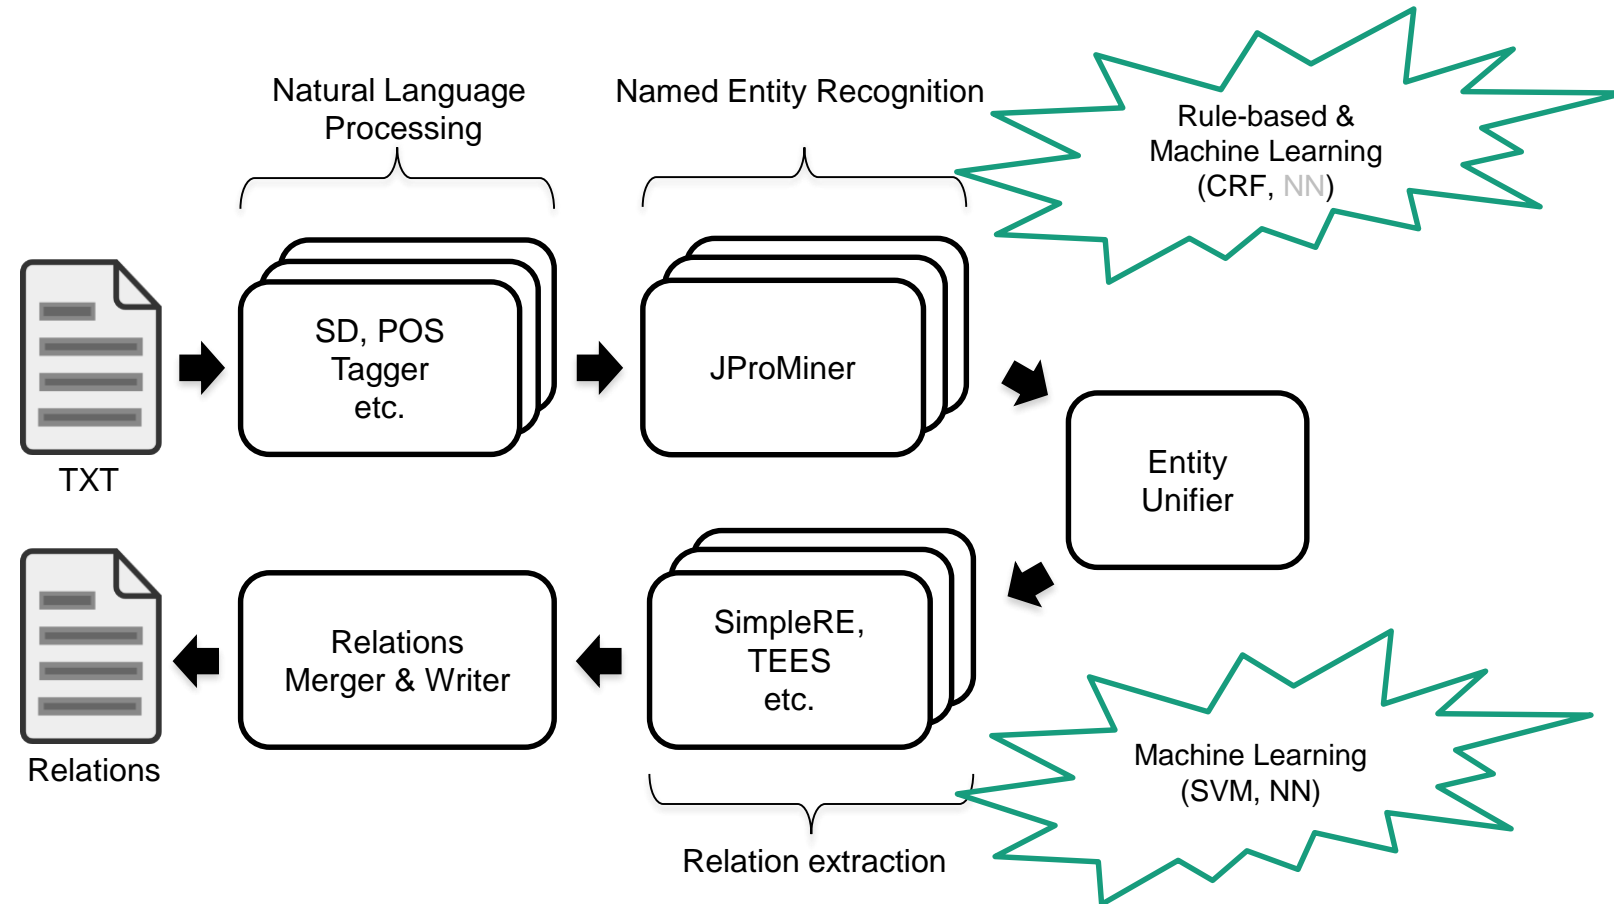 Natural Language
Processing
Named Entity Recognition
Rule-based &
Machine Learning
(CRF, NN)
SD, POS
Tagger
etc.
JProMiner
TXT
Entity
Unifier
Relations
Merger & Writer
SimpleRE,
TEES
etc.
Relations
Machine Learning
(SVM, NN)
Relation extraction